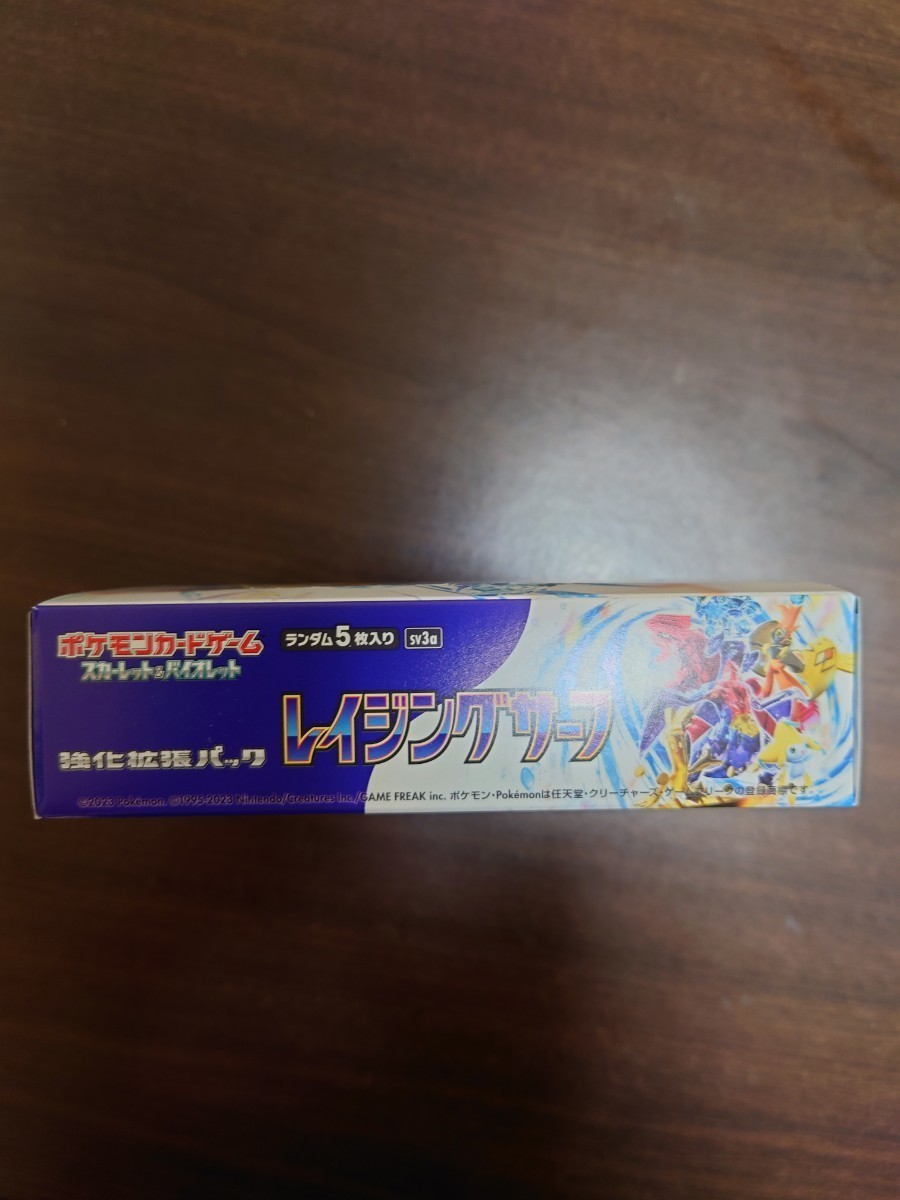 ポケモンカードゲーム
スカーレット&バイオレット
ランダム5枚入り SV3a
強化拡張パック レイジングサーフ
©2023 Pokémon. ©1995-2023 Nintendo/Creatures Inc./GAME FREAK inc. ポケモン・Pokémonは任天堂・クリーチャーズ・ゲームフリークの登録商標です。